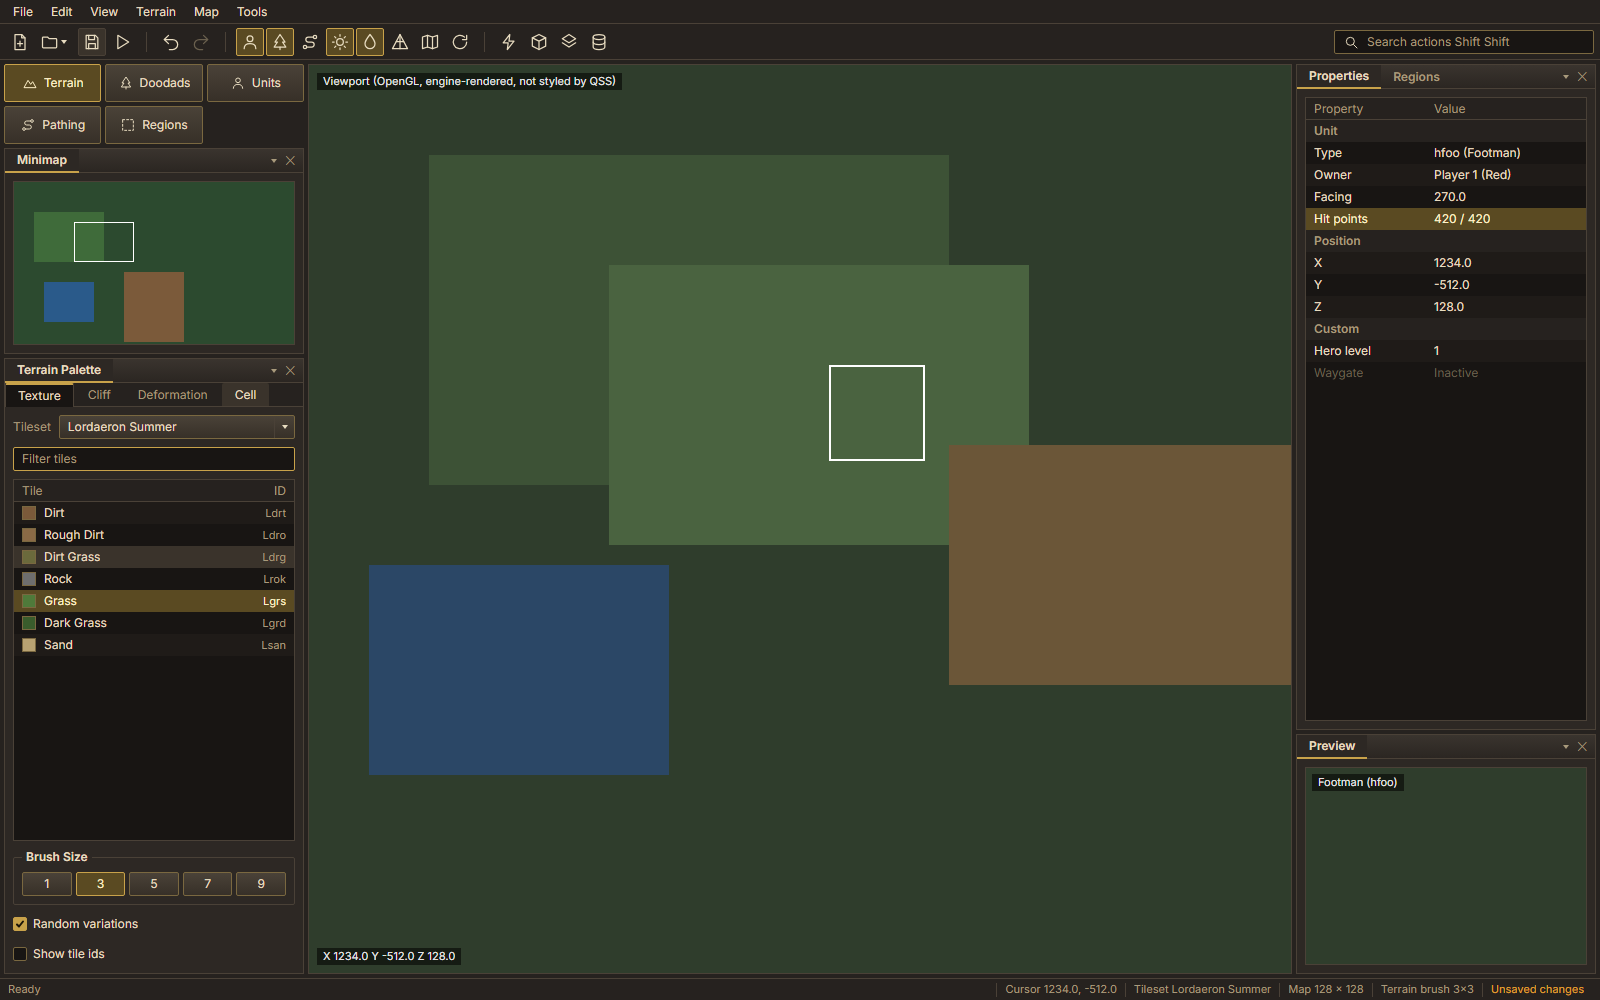 File Edit View Terrain Map Tools
Search actions Shift Shift
Terrain Doodads Units
Pathing Regions
Minimap
Terrain Palette
Texture Cliff Deformation Cell
Tileset Lordaeron Summer
Filter tiles
Tile ID
Dirt Ldrt
Rough Dirt Ldro
Dirt Grass Ldrg
Rock Lrok
Grass Lgrs
Dark Grass Lgrd
Sand Lsan
Brush Size
1 3 5 7 9
Random variations
Show tile ids
Viewport (OpenGL, engine-rendered, not styled by QSS)
X 1234.0 Y -512.0 Z 128.0
Properties Regions
Property Value
Unit
Type hfoo (Footman)
Owner Player 1 (Red)
Facing 270.0
Hit points 420 / 420
Position
X 1234.0
Y -512.0
Z 128.0
Custom
Hero level 1
Waygate Inactive
Preview
Footman (hfoo)
Ready Cursor 1234.0, -512.0 Tileset Lordaeron Summer Map 128 × 128 Terrain brush 3×3 Unsaved changes